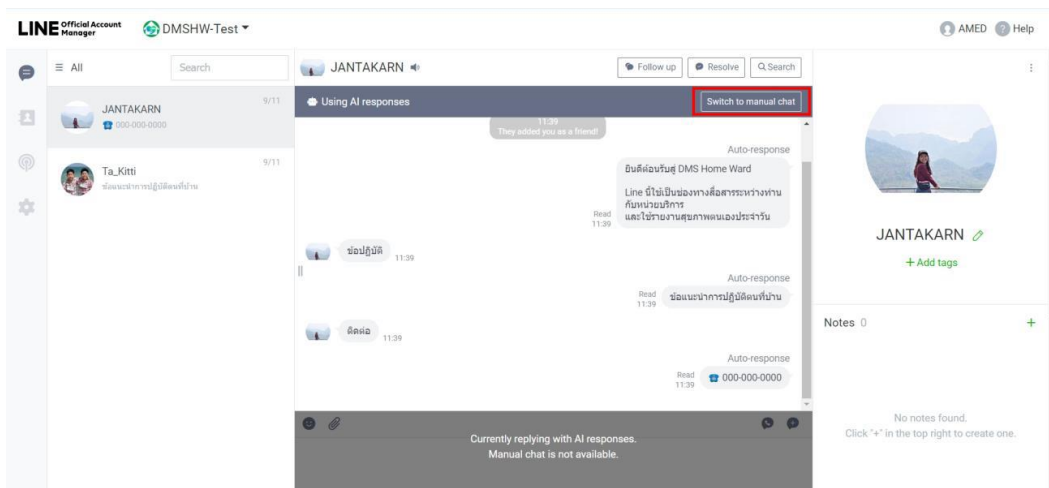 LINE Official Account Manager
DMSHW-Test
AMED
? Help
All
Search
JANTAKARN
9/11
000-000-0000
Ta_Kitti
9/11
ข้อแนะนำการปฏิบัติตนที่บ้าน
JANTAKARN
Follow up
Resolve
Search
Using AI responses
Switch to manual chat
11:39
They added you as a friend!
Auto-response
ยินดีต้อนรับสู่ DMS Home Ward
Line นี้ใช้เป็นช่องทางสื่อสารระหว่างท่าน
กับหน่วยบริการ
และใช้รายงานสุขภาพตนเองประจำวัน
Read
11:39
ข้อปฏิบัติ
11:39
Auto-response
Read
11:39
ข้อแนะนำการปฏิบัติตนที่บ้าน
ติดต่อ
11:39
Auto-response
Read
11:39
000-000-0000
Currently replying with AI responses.
Manual chat is not available.
JANTAKARN
+ Add tags
Notes 0
+
No notes found.
Click "+" in the top right to create one.